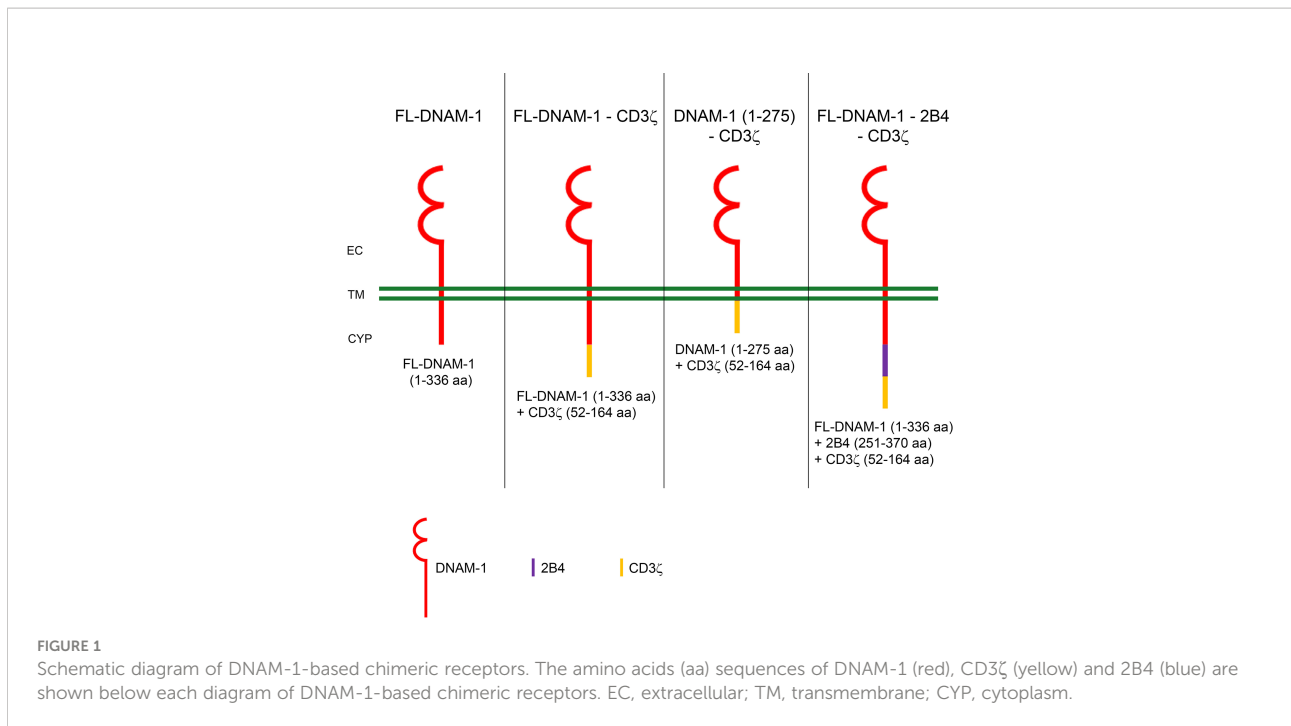 FL-DNAM-1
FL-DNAM-1 - CD3ζ
DNAM-1 (1-275)
- CD3ζ
FL-DNAM-1 - 2B4
- CD3ζ
EC
TM
CYP
FL-DNAM-1
(1-336 aa)
FL-DNAM-1 (1-336 aa)
+ CD3ζ (52-164 aa)
DNAM-1 (1-275 aa)
+ CD3ζ (52-164 aa)
FL-DNAM-1 (1-336 aa)
+ 2B4 (251-370 aa)
+ CD3ζ (52-164 aa)
DNAM-1
2B4
CD3ζ
FIGURE 1
Schematic diagram of DNAM-1-based chimeric receptors. The amino acids (aa) sequences of DNAM-1 (red), CD3ζ (yellow) and 2B4 (blue) are
shown below each diagram of DNAM-1-based chimeric receptors. EC, extracellular; TM, transmembrane; CYP, cytoplasm.